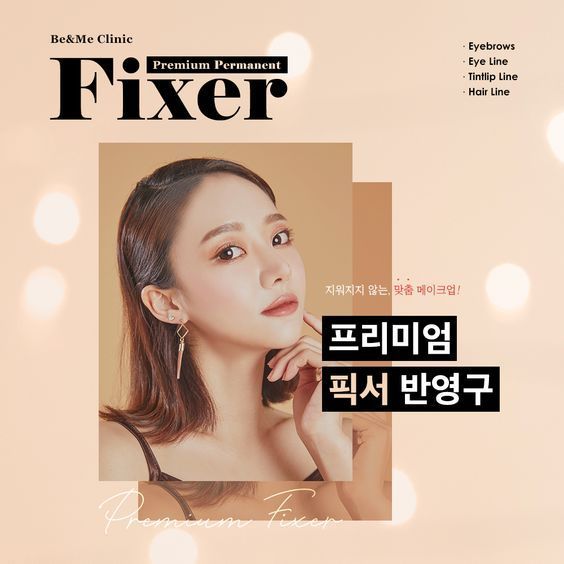 Be&Me Clinic
Premium Permanent
Fixer
· Eyebrows
· Eye Line
· Tintlip Line
· Hair Line
지워지지 않는, 맞춤 메이크업!
프리미엄
픽서 반영구
Premium Fixer